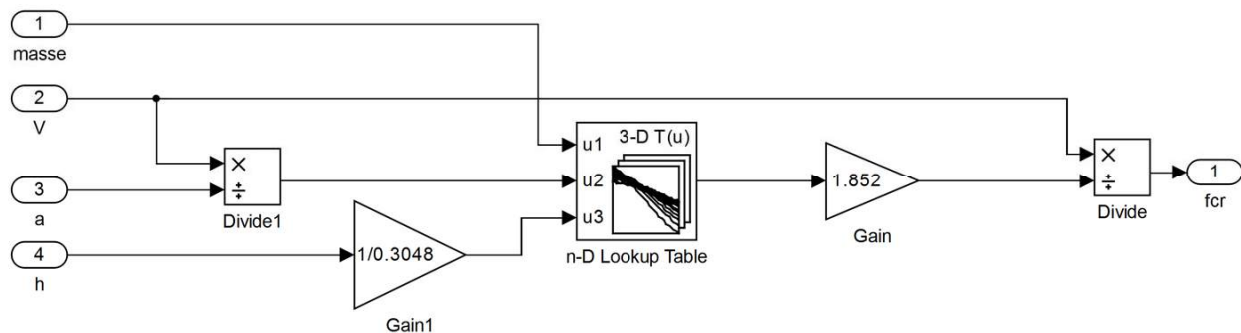 1
masse
2
V
3
a
4
h
×
÷
Divide1
1/0.3048
Gain1
3-D T(u)
u1
u2
u3
n-D Lookup Table
1.852
Gain
×
÷
Divide
1
fcr